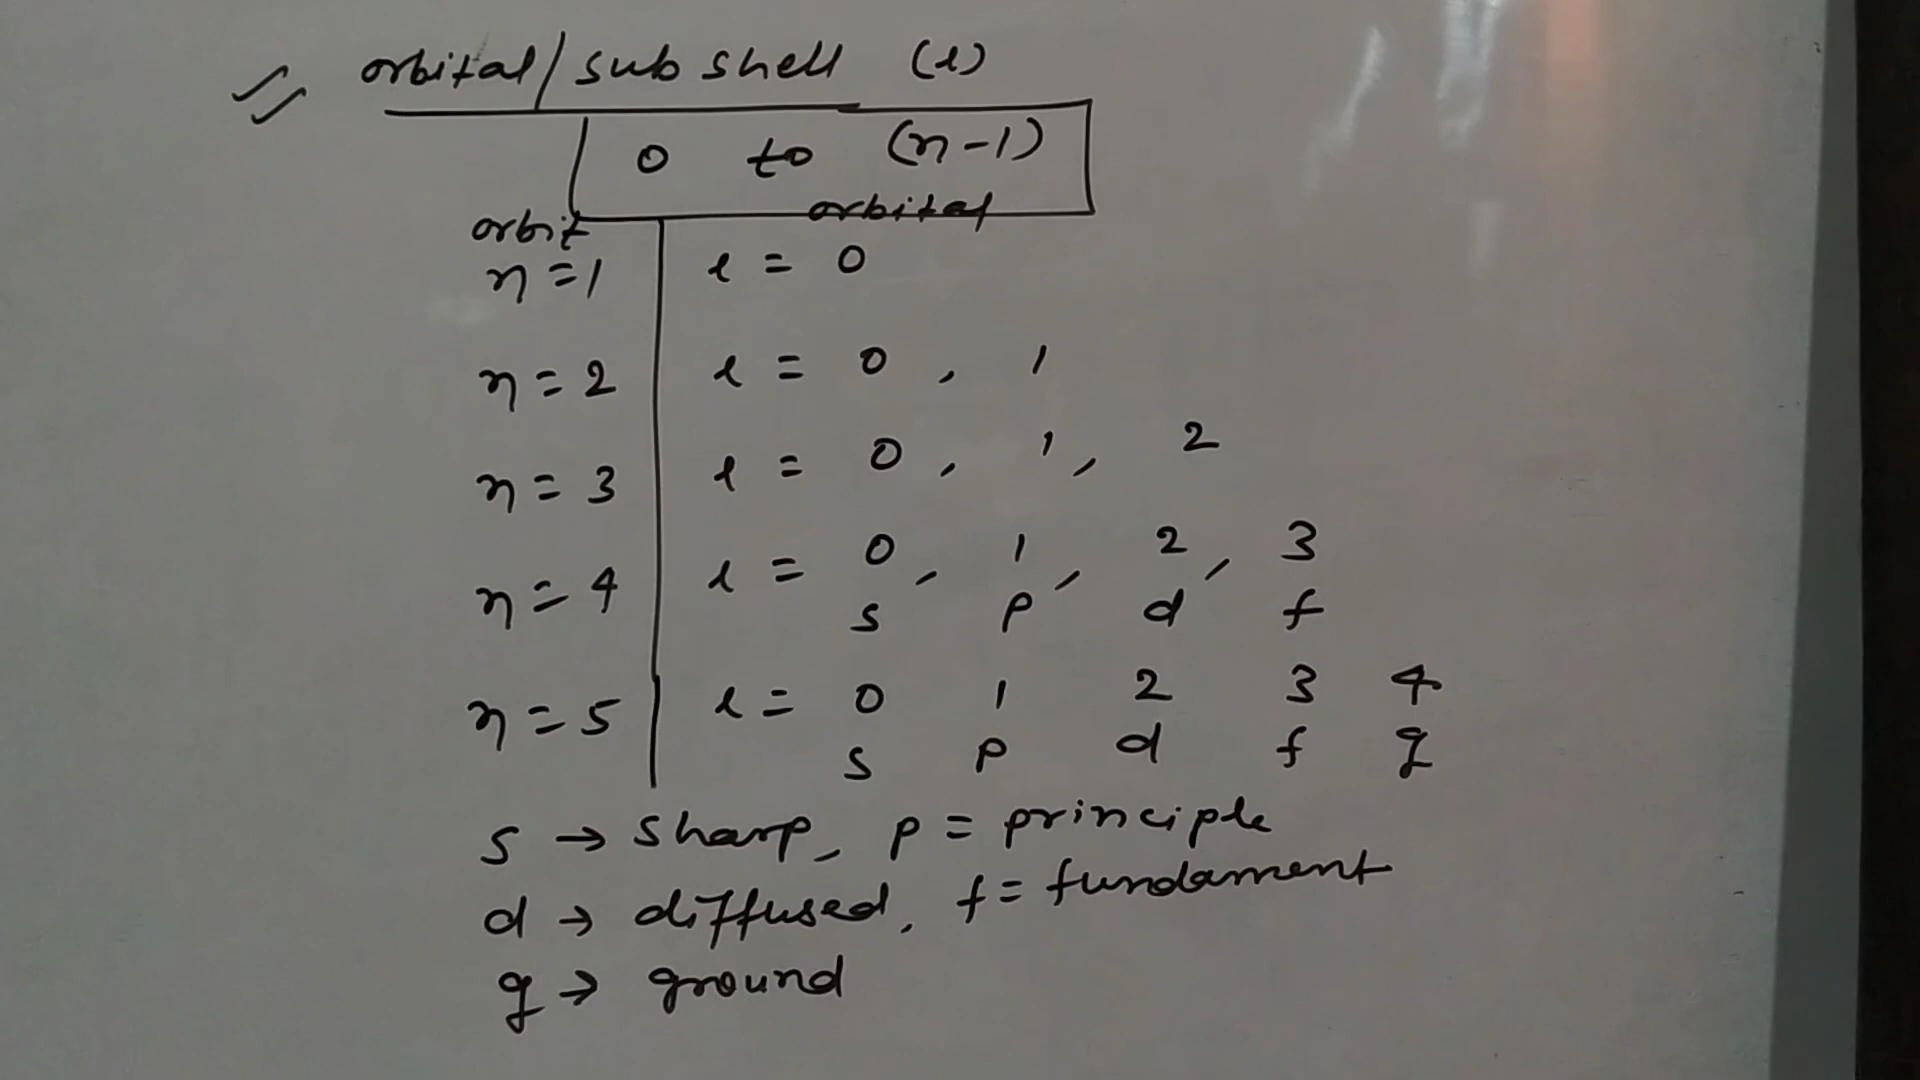 orbital/sub shell (l)
0 to (n-1)
orbit orbital
n=1 l = 0
n=2 l = 0, 1
n=3 l = 0, 1, 2
n=4 l = 0, 1, 2, 3
s p d f
n=5 l = 0 1 2 3 4
s p d f g
s → sharp, p = principle
d → diffused, f = fundament
g → ground